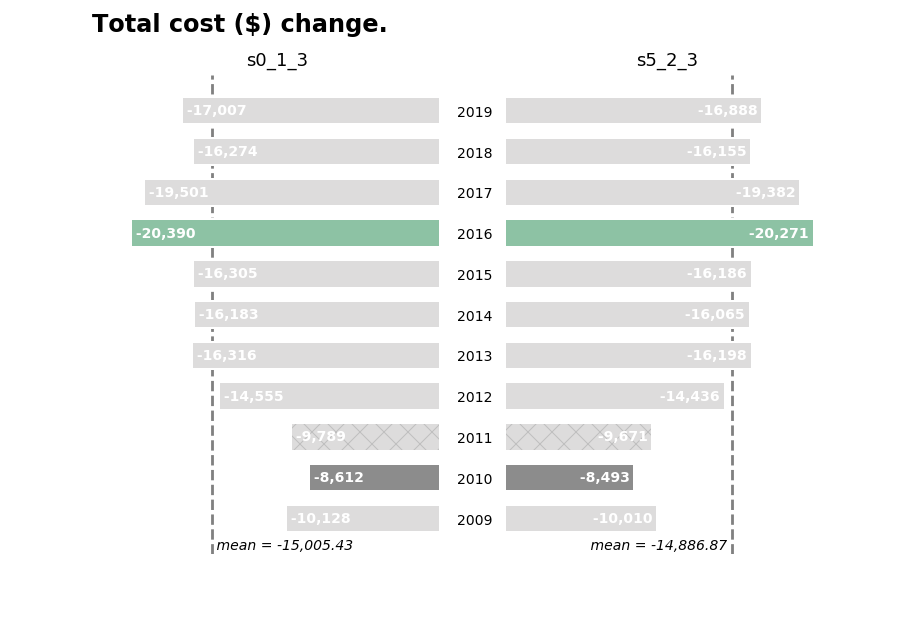 Total cost ($) change.
s0_1_3 s5_2_3
-17,007 2019 -16,888
-16,274 2018 -16,155
-19,501 2017 -19,382
-20,390 2016 -20,271
-16,305 2015 -16,186
-16,183 2014 -16,065
-16,316 2013 -16,198
-14,555 2012 -14,436
-9,789 2011 -9,671
-8,612 2010 -8,493
-10,128 2009 -10,010
mean = -15,005.43 mean = -14,886.87